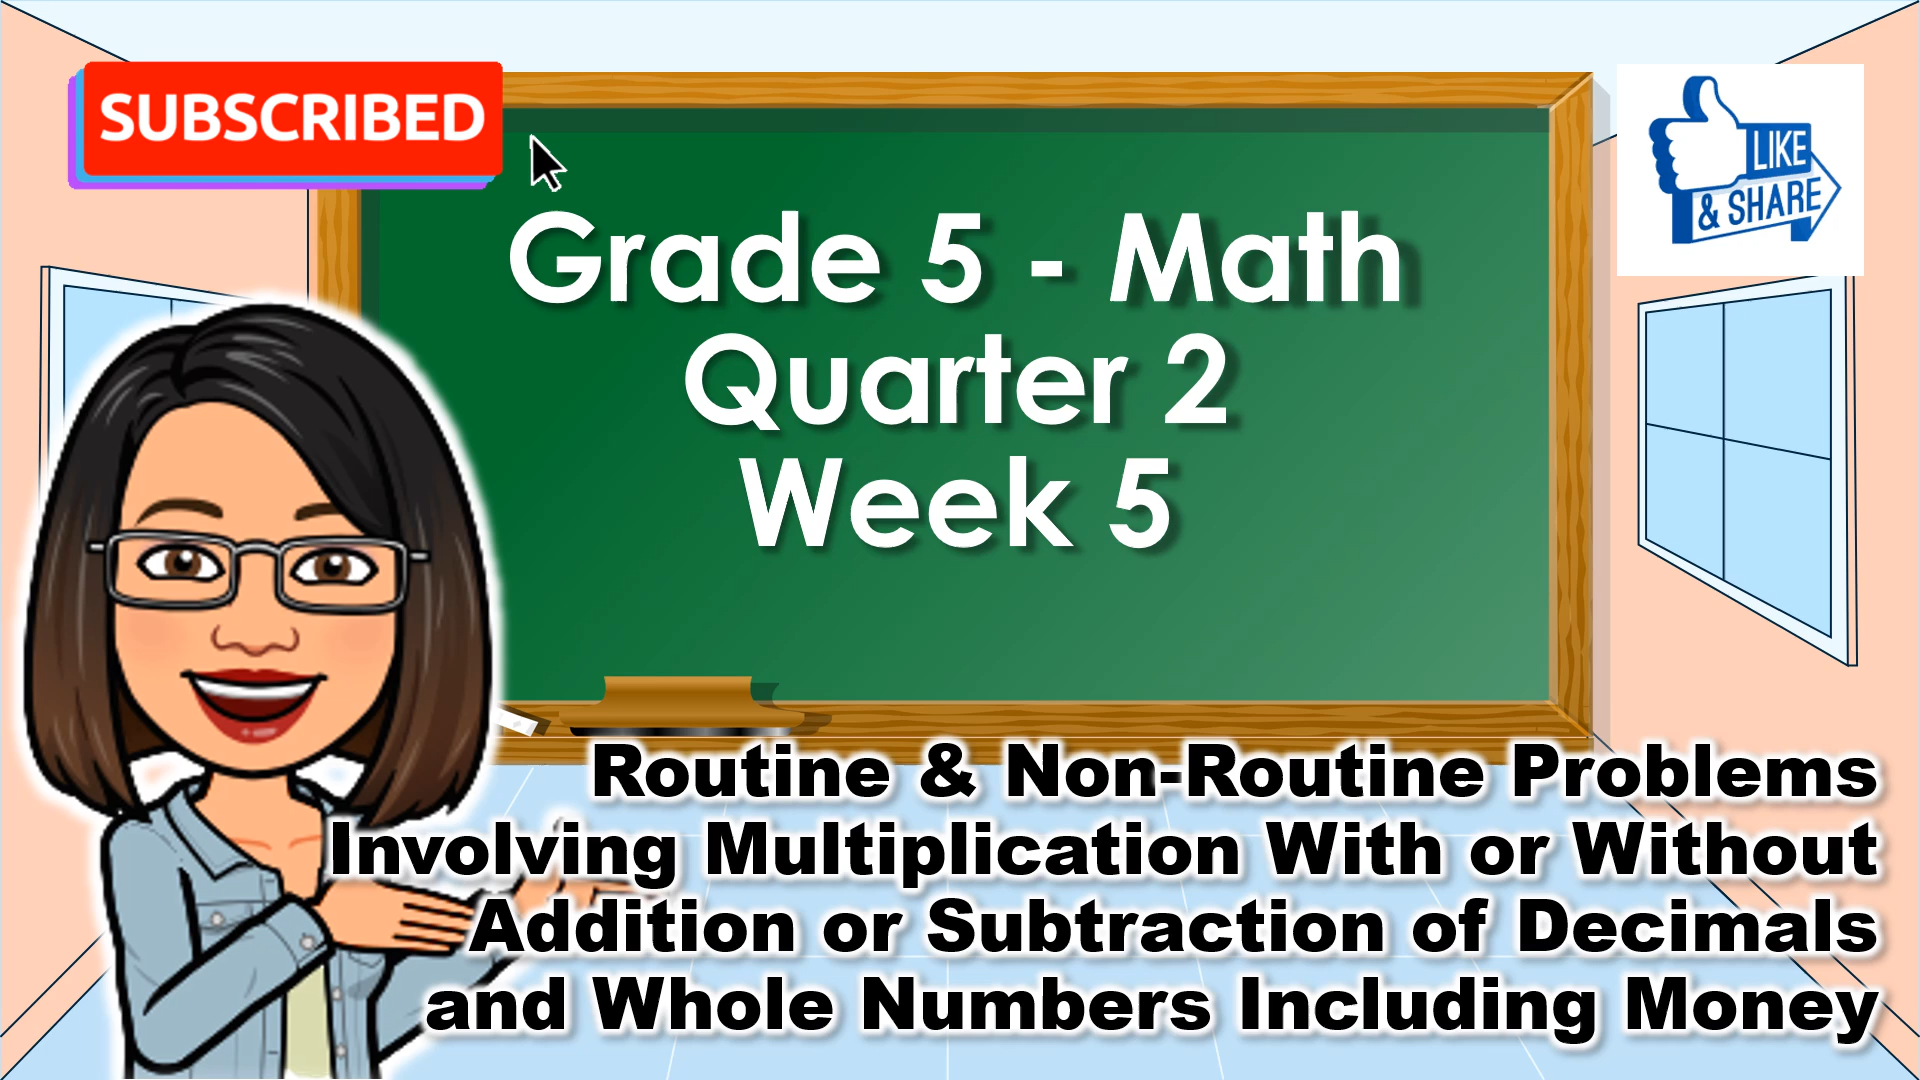 SUBSCRIBED
LIKE
& SHARE
Grade 5 - Math
Quarter 2
Week 5
Routine & Non-Routine Problems
Involving Multiplication With or Without
Addition or Subtraction of Decimals
and Whole Numbers Including Money